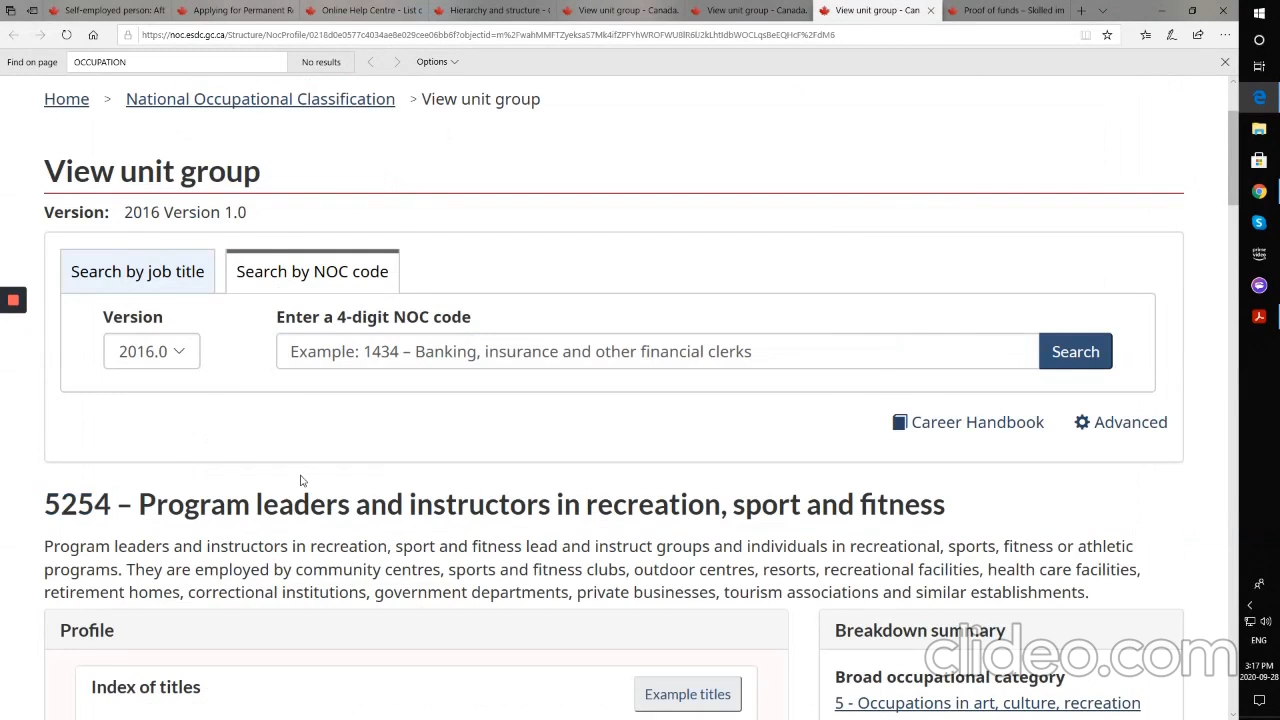 Self-employed person: Aft
Applying for Permanent Re
Online Help Centre - List c
Hierarchy and structure -
View unit group - Canada.
View unit group - Canada.
View unit group - Can
Proof of funds – Skilled im
Find on page
OCCUPATION
No results
Options
Home > National Occupational Classification > View unit group
View unit group
Version: 2016 Version 1.0
Search by job title
Search by NOC code
Version
Enter a 4-digit NOC code
2016.0
Example: 1434 – Banking, insurance and other financial clerks
Search
Career Handbook
Advanced
5254 – Program leaders and instructors in recreation, sport and fitness
Program leaders and instructors in recreation, sport and fitness lead and instruct groups and individuals in recreational, sports, fitness or athletic
programs. They are employed by community centres, sports and fitness clubs, outdoor centres, resorts, recreational facilities, health care facilities,
retirement homes, correctional institutions, government departments, private businesses, tourism associations and similar establishments.
Profile
Breakdown summary
Index of titles
Example titles
Broad occupational category
5 - Occupations in art, culture, recreation
clideo.com
prime video
ENG
3:17 PM
2020-09-28